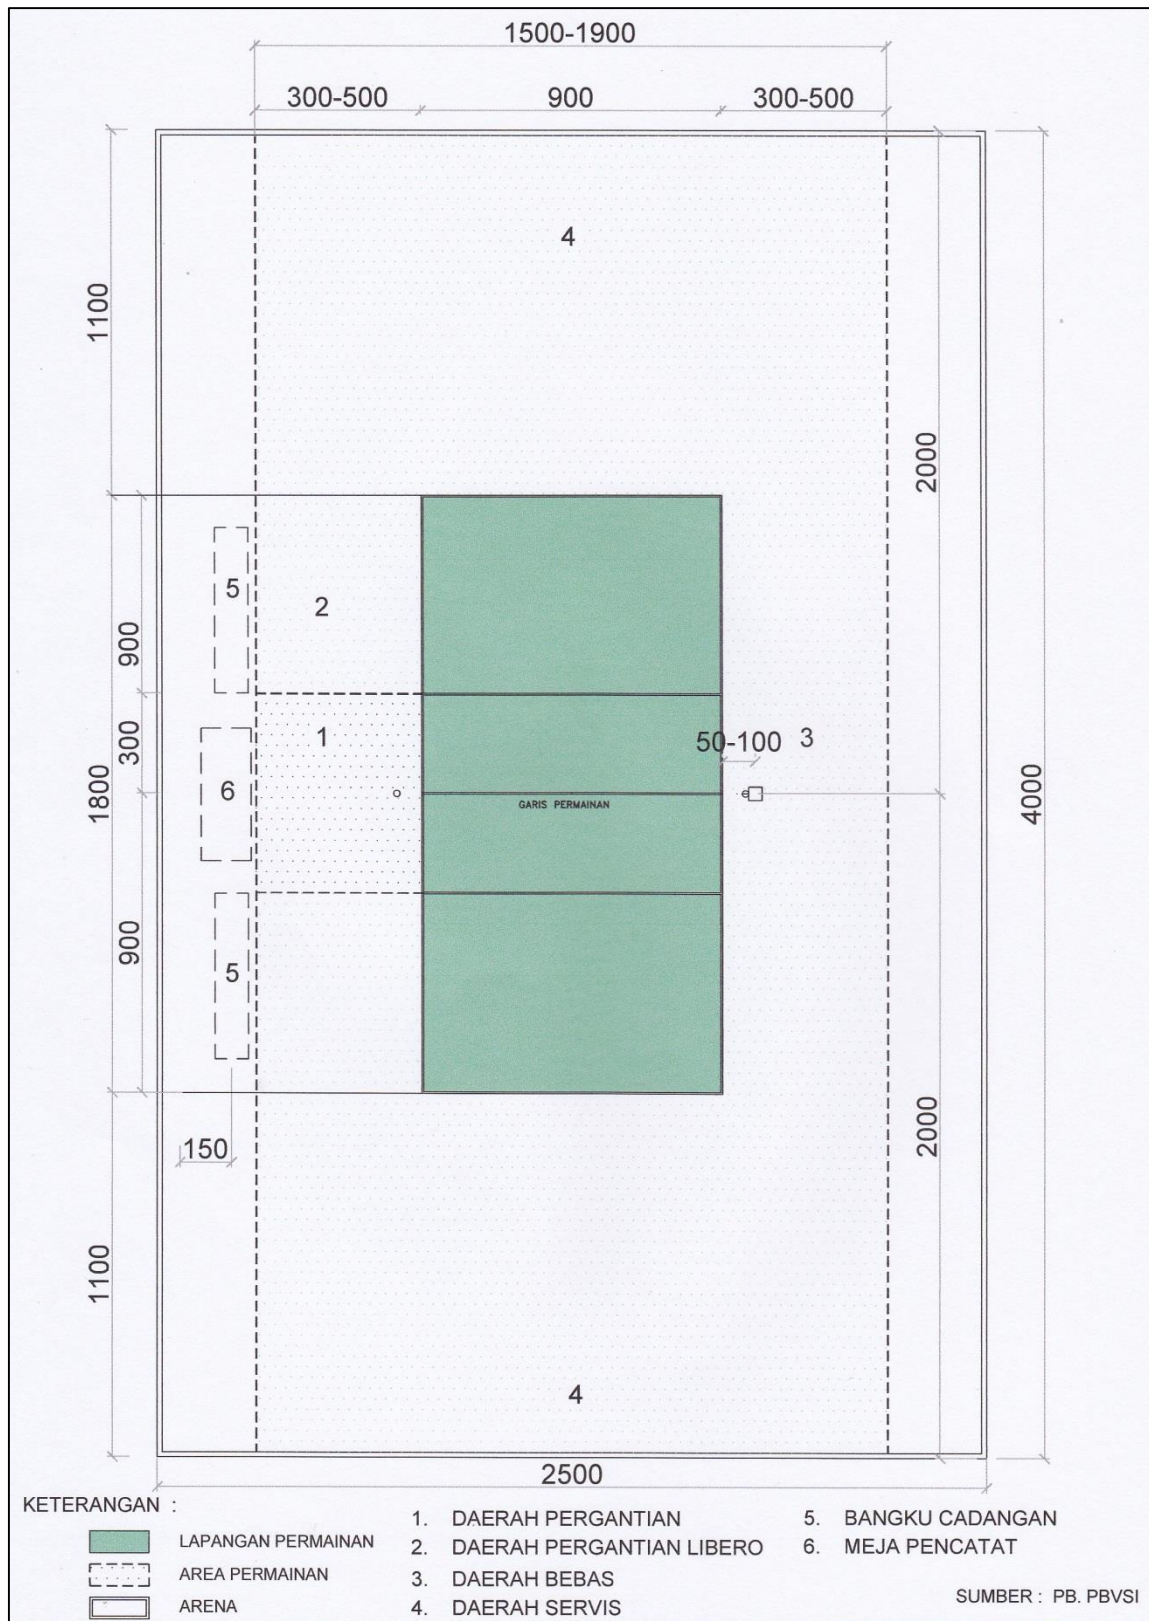 1500-1900
300-500 900 300-500
4
1100
2000
5
2
900
300
1
50-100 3
1800
6
GARIS PERMAINAN
4000
900
5
2000
150
1100
4
2500
KETERANGAN :
LAPANGAN PERMAINAN
AREA PERMAINAN
ARENA
1. DAERAH PERGANTIAN
2. DAERAH PERGANTIAN LIBERO
3. DAERAH BEBAS
4. DAERAH SERVIS
5. BANGKU CADANGAN
6. MEJA PENCATAT
SUMBER : PB. PBVSI